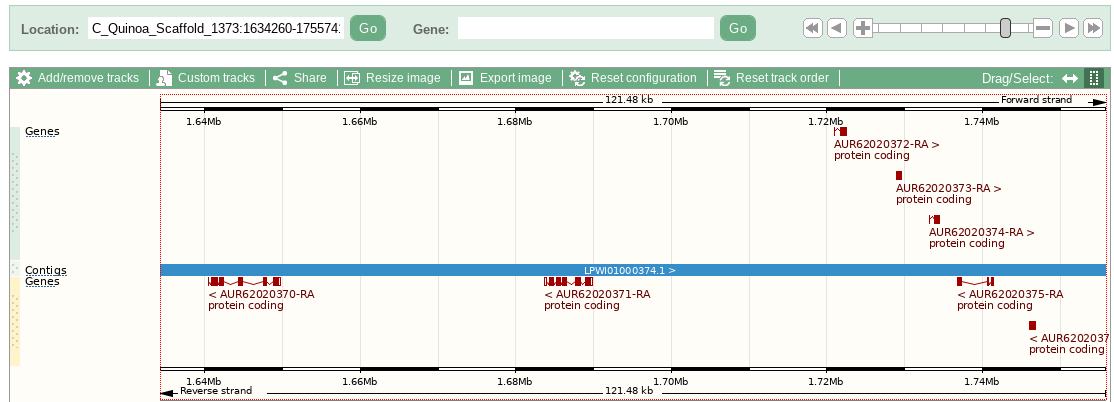 Location: C_Quinoa_Scaffold_1373:1634260-175574 Go Gene: Go
Add/remove tracks Custom tracks Share Resize image Export image Reset configuration Reset track order Drag/Select:
121.48 kb Forward strand
1.64Mb 1.66Mb 1.68Mb 1.70Mb 1.72Mb 1.74Mb
Genes
AUR62020372-RA >
protein coding
AUR62020373-RA >
protein coding
AUR62020374-RA >
protein coding
Contigs LPWI01000374.1 >
Genes
< AUR62020370-RA < AUR62020371-RA < AUR62020375-RA
protein coding protein coding protein coding
< AUR6202037
protein coding
1.64Mb 1.66Mb 1.68Mb 1.70Mb 1.72Mb 1.74Mb
Reverse strand 121.48 kb